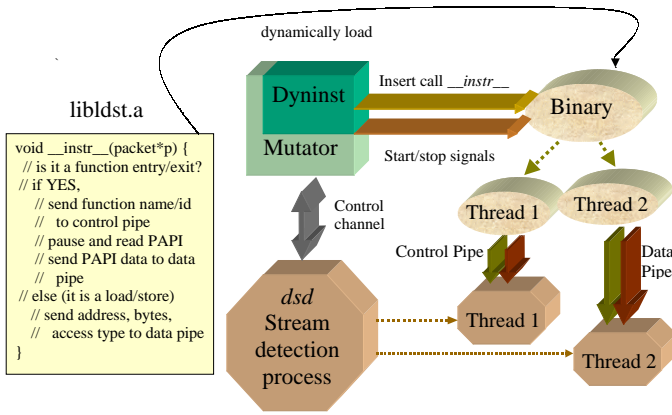 dynamically load
libldst.a
void __instr__(packet*p) {
// is it a function entry/exit?
// if YES,
// send function name/id
// to control pipe
// pause and read PAPI
// send PAPI data to data
// pipe
// else (it is a load/store)
// send address, bytes,
// access type to data pipe
}
Dyninst
Mutator
Insert call __instr__
Start/stop signals
Binary
Control
channel
Thread 1
Thread 2
Control Pipe
Data
Pipe
dsd
Stream
detection
process
Thread 1
Thread 2